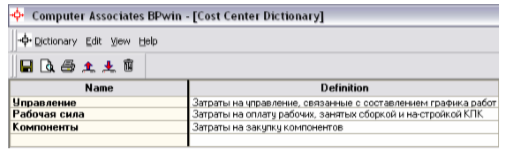 Computer Associates BPwin - [Cost Center Dictionary]
Dictionary Edit View Help
Name Definition
Управление Затраты на управление, связанные с составлением графика работ
Рабочая сила Затраты на оплату рабочих, занятых сборкой и на-стройкой КПК
Компоненты Затраты на закупку компонентов